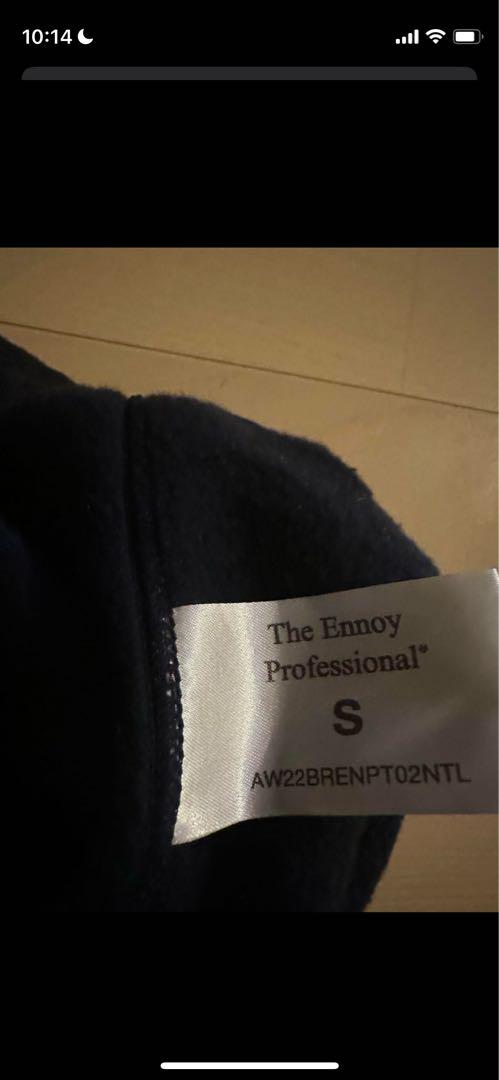 10:14
The Ennoy
Professional®
S
AW22BRENPT02NTL